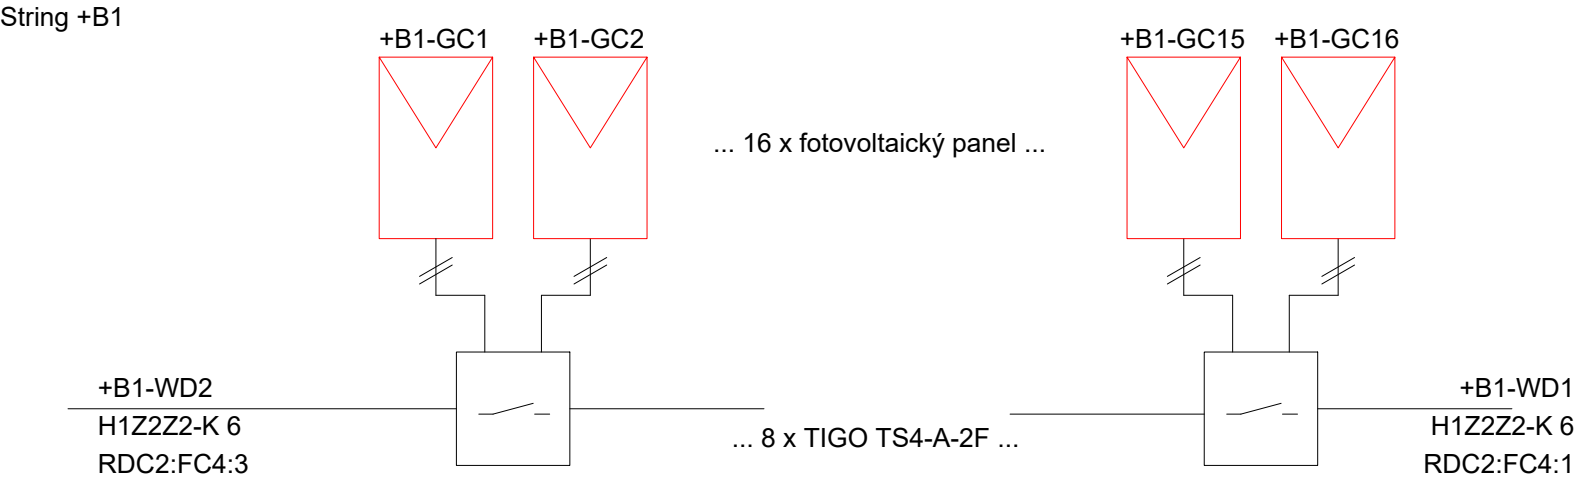 String +B1
+B1-GC1
+B1-GC2
+B1-GC15
+B1-GC16
... 16 x fotovoltaický panel ...
+B1-WD2
H1Z2Z2-K 6
RDC2:FC4:3
... 8 x TIGO TS4-A-2F ...
+B1-WD1
H1Z2Z2-K 6
RDC2:FC4:1